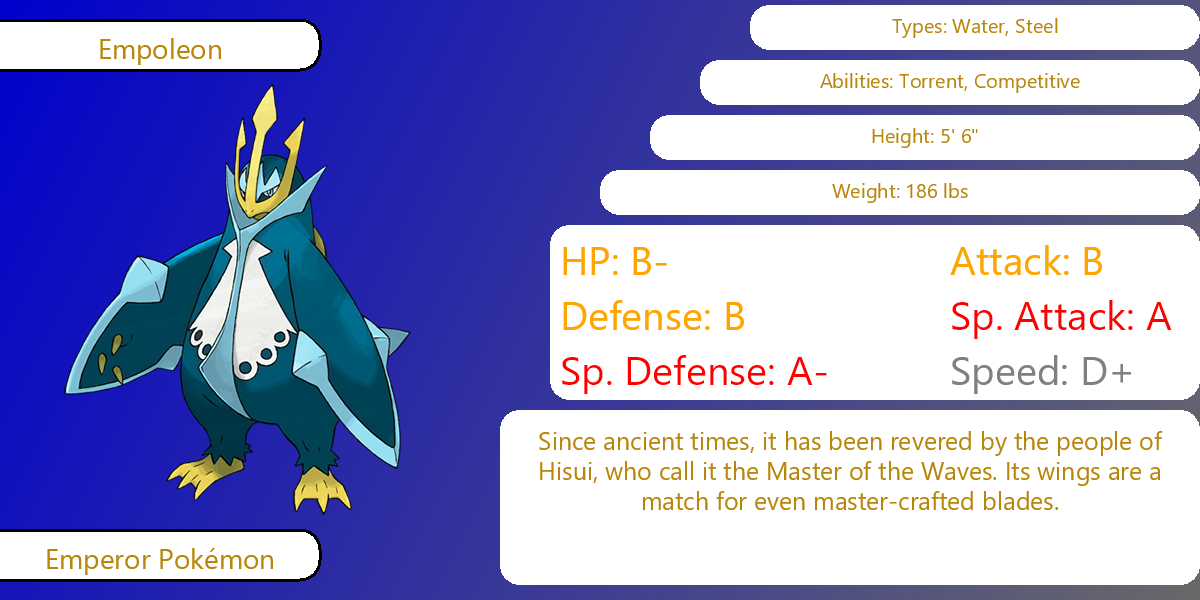 Empoleon
Types: Water, Steel
Abilities: Torrent, Competitive
Height: 5' 6"
Weight: 186 lbs
HP: B-
Attack: B
Defense: B
Sp. Attack: A
Sp. Defense: A-
Speed: D+
Since ancient times, it has been revered by the people of
Hisui, who call it the Master of the Waves. Its wings are a
match for even master-crafted blades.
Emperor Pokémon